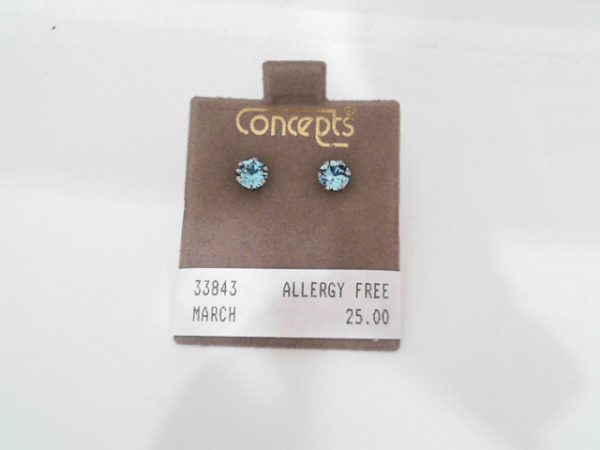 Concepts®
33843 ALLERGY FREE
MARCH 25.00